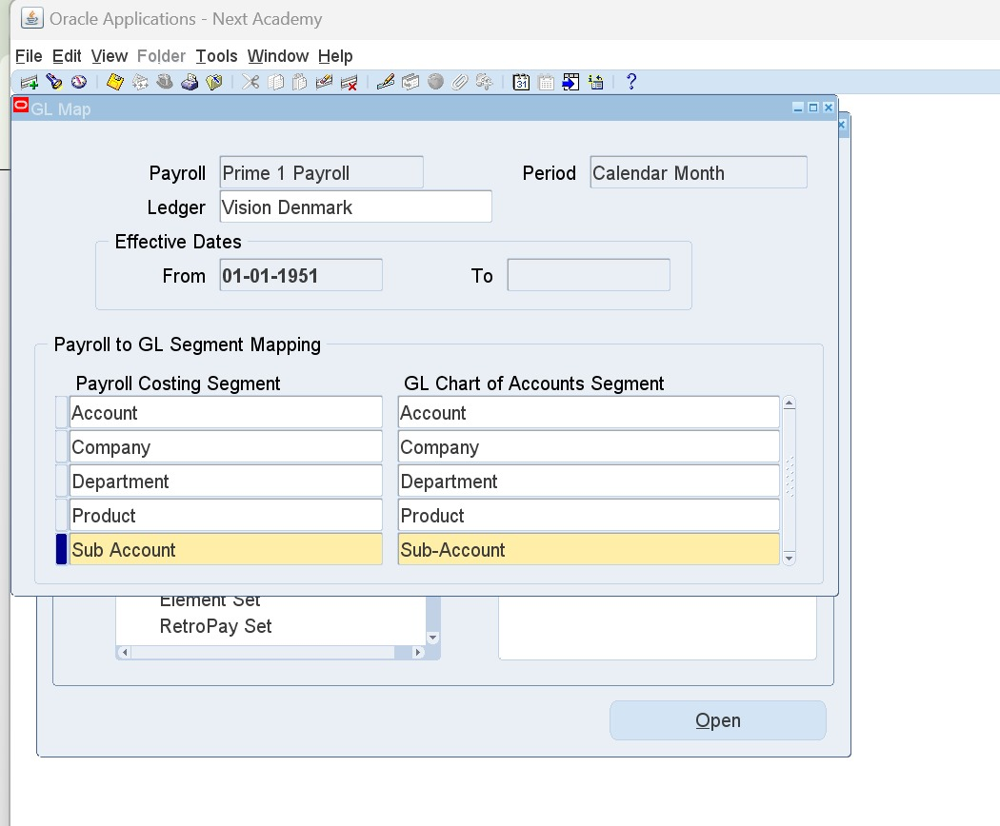 Oracle Applications - Next Academy
File Edit View Folder Tools Window Help
31
?
GL Map
Payroll Prime 1 Payroll Period Calendar Month
Ledger Vision Denmark
Effective Dates
From 01-01-1951 To
Payroll to GL Segment Mapping
Payroll Costing Segment GL Chart of Accounts Segment
Account Account
Company Company
Department Department
Product Product
Sub Account Sub-Account
Element Set
RetroPay Set
Open